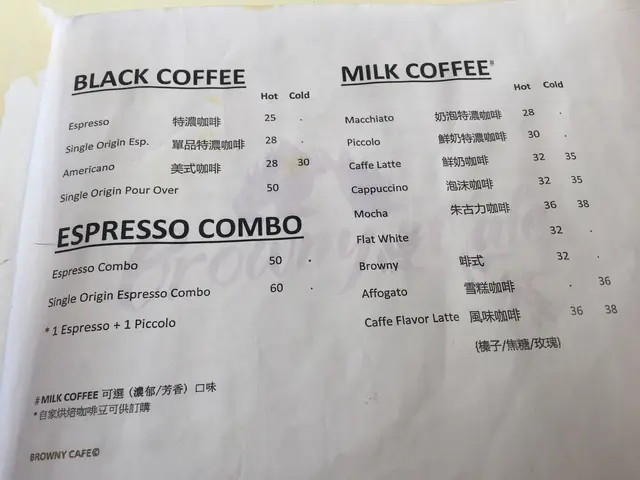 BLACK COFFEE
Hot Cold
Espresso 特濃咖啡 25 .
Single Origin Esp. 單品特濃咖啡 28 .
Americano 美式咖啡 28 30
Single Origin Pour Over 50
ESPRESSO COMBO
Espresso Combo 50 .
Single Origin Espresso Combo 60 .
*1 Espresso + 1 Piccolo
MILK COFFEE#
Hot Cold
Macchiato 奶泡特濃咖啡 28 .
Piccolo 鮮奶特濃咖啡 30 .
Caffe Latte 鮮奶咖啡 32 35
Cappuccino 泡沫咖啡 32 35
Mocha 朱古力咖啡 36 38
Flat White 32 .
Browny 啡式 32 .
Affogato 雪糕咖啡 . 36
Caffe Flavor Latte 風味咖啡 36 38
(榛子/焦糖/玫瑰)
#MILK COFFEE 可選 (濃郁/芳香) 口味
*自家烘焙咖啡豆可供訂購
BROWNY CAFE©